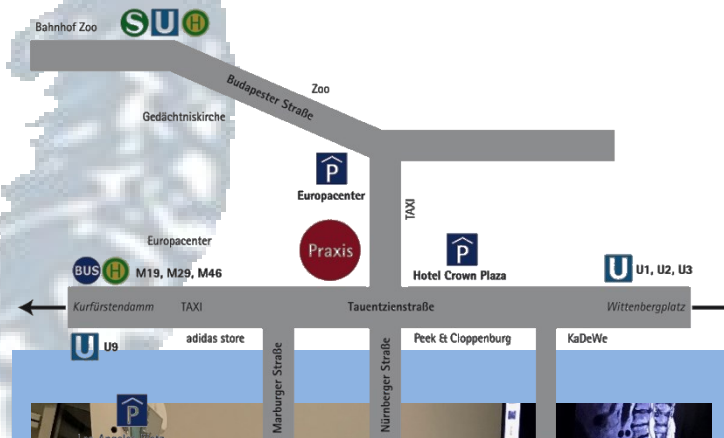 Bahnhof Zoo S U H
Zoo
Budapester Straße
Gedächtniskirche
P
Europacenter
TAXI
Praxis
Europacenter
P
Hotel Crown Plaza
BUS H M19, M29, M46
U U1, U2, U3
Kurfürstendamm TAXI Tauentzienstraße Wittenbergplatz
U U9
adidas store
Peek & Cloppenburg
KaDeWe
Marburger Straße
Nürnberger Straße
P